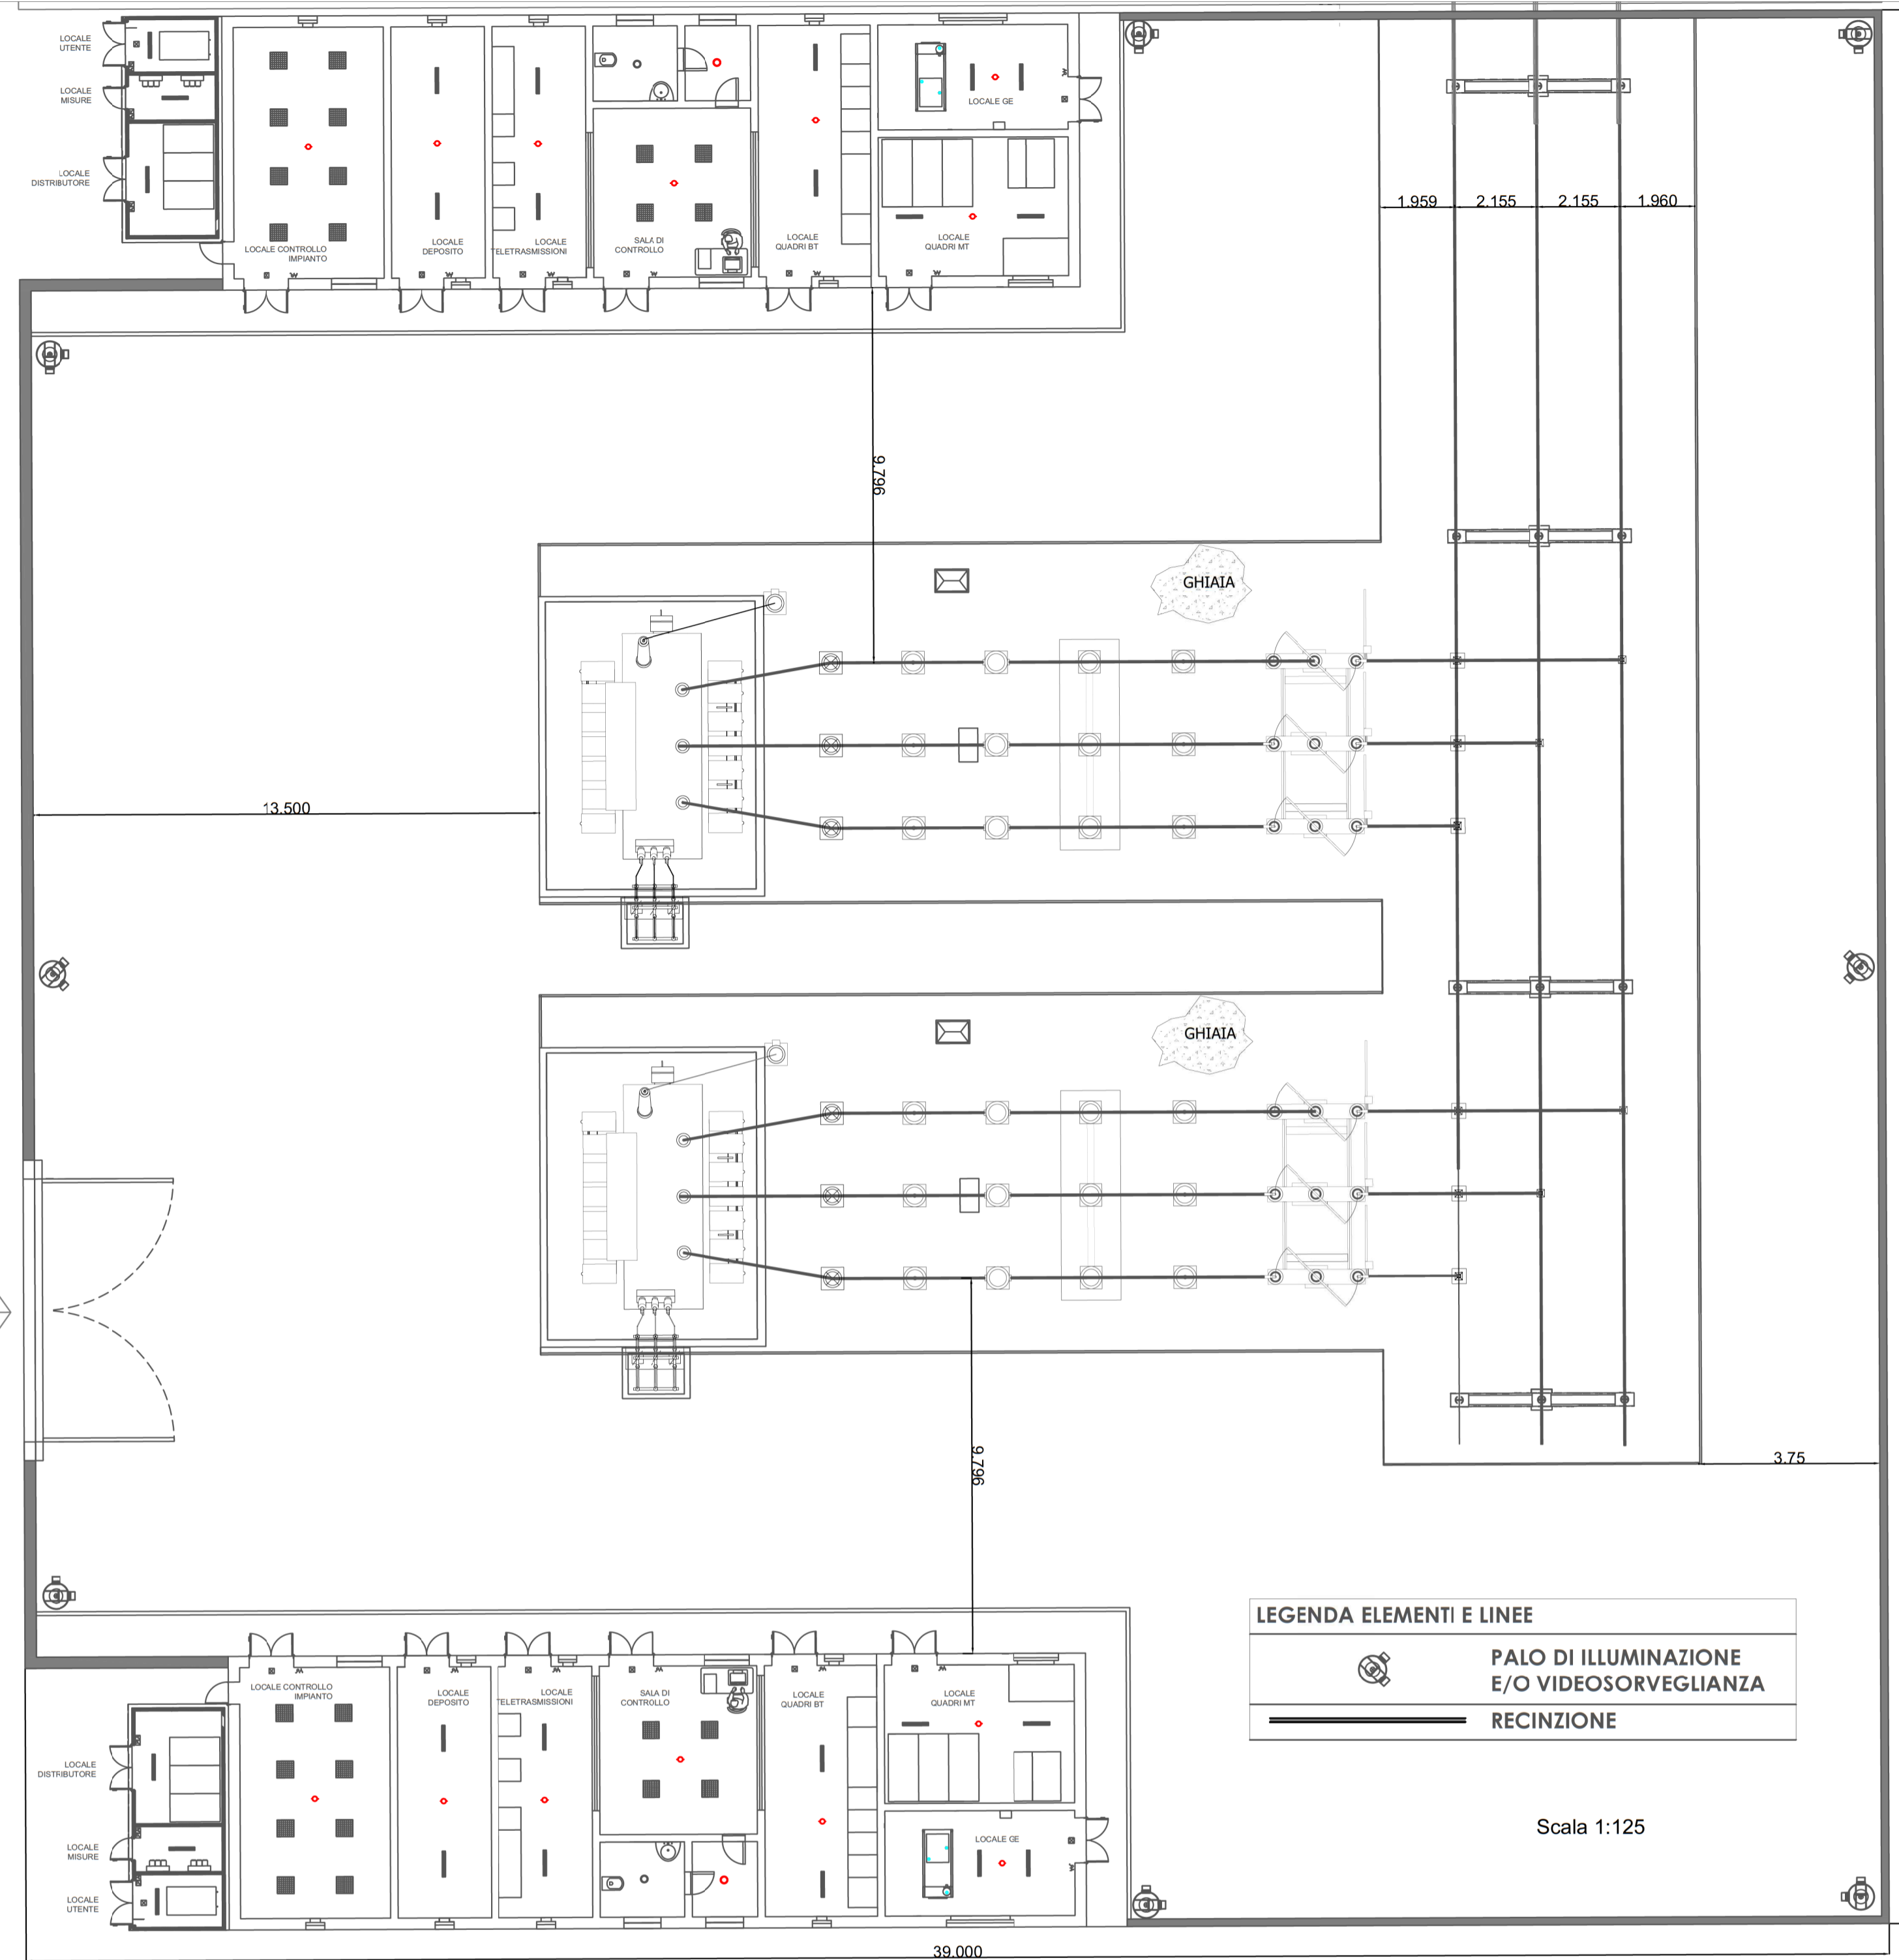 LOCALE
UTENTE
LOCALE
MISURE
LOCALE
DISTRIBUTORE
LOCALE CONTROLLO
IMPIANTO
LOCALE
DEPOSITO
LOCALE
TELETRASMISSIONI
SALA DI
CONTROLLO
LOCALE
QUADRI BT
LOCALE GE
LOCALE
QUADRI MT
1.959
2.155
2.155
1.960
9.796
GHIAIA
13.500
GHIAIA
9.796
3.75
LEGENDA ELEMENTI E LINEE
PALO DI ILLUMINAZIONE
E/O VIDEOSORVEGLIANZA
RECINZIONE
Scala 1:125
LOCALE CONTROLLO
IMPIANTO
LOCALE
DEPOSITO
LOCALE
TELETRASMISSIONI
SALA DI
CONTROLLO
LOCALE
QUADRI BT
LOCALE
QUADRI MT
LOCALE
DISTRIBUTORE
LOCALE
MISURE
LOCALE
UTENTE
LOCALE GE
39.000